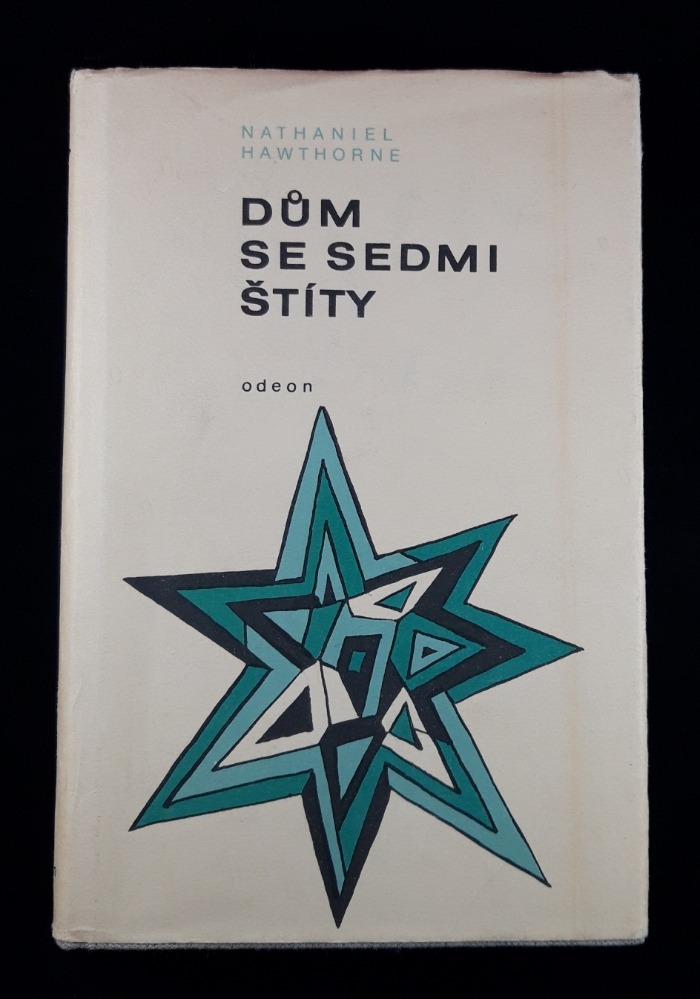 NATHANIEL
HAWTHORNE
DŮM
SE SEDMI
ŠTÍTY
odeon